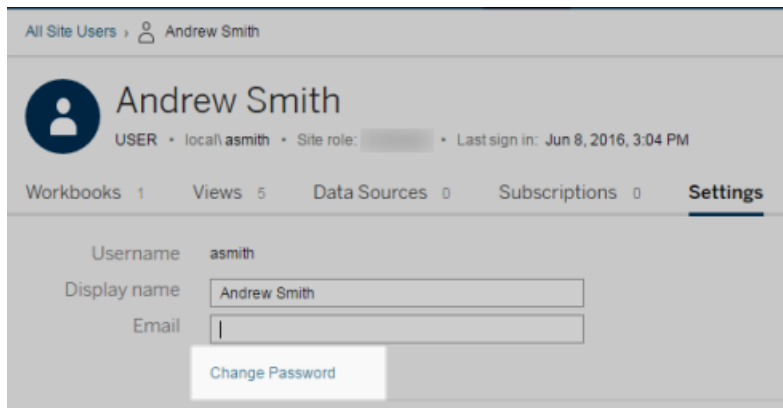 All Site Users › Andrew Smith
Andrew Smith
USER • local\asmith • Site role: • Last sign in: Jun 8, 2016, 3:04 PM
Workbooks 1 Views 5 Data Sources 0 Subscriptions 0 Settings
Username asmith
Display name Andrew Smith
Email
Change Password